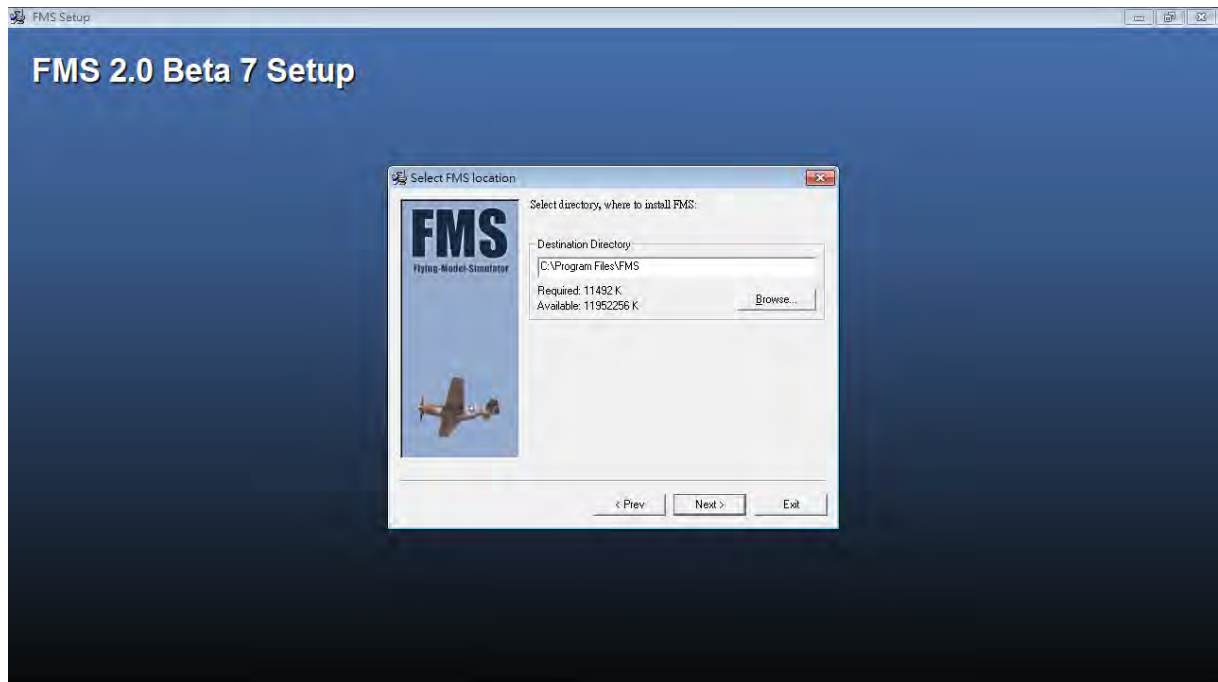 FMS Setup
FMS 2.0 Beta 7 Setup
Select FMS location
FMS
Flying-Model-Simulator
Select directory, where to install FMS:
Destination Directory
C:\Program Files\FMS
Required: 11492 K
Available: 11952256 K
Browse...
< Prev
Next >
Exit